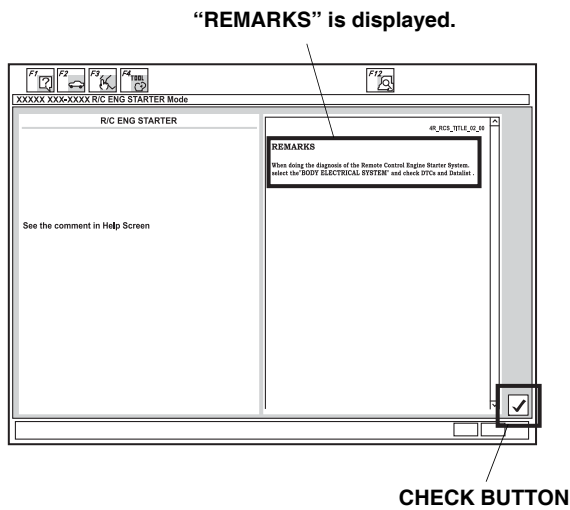 “REMARKS” is displayed.
F1 F2 F3 F4 TOOL F12
XXXXX XXX-XXXX R/C ENG STARTER Mode
R/C ENG STARTER
See the comment in Help Screen
4R_RCS_TITLE_02_00
REMARKS
When doing the diagnosis of the Remote Control Engine Starter System.
select the"BODY ELECTRICAL SYSTEM" and check DTCs and Datalist .
CHECK BUTTON